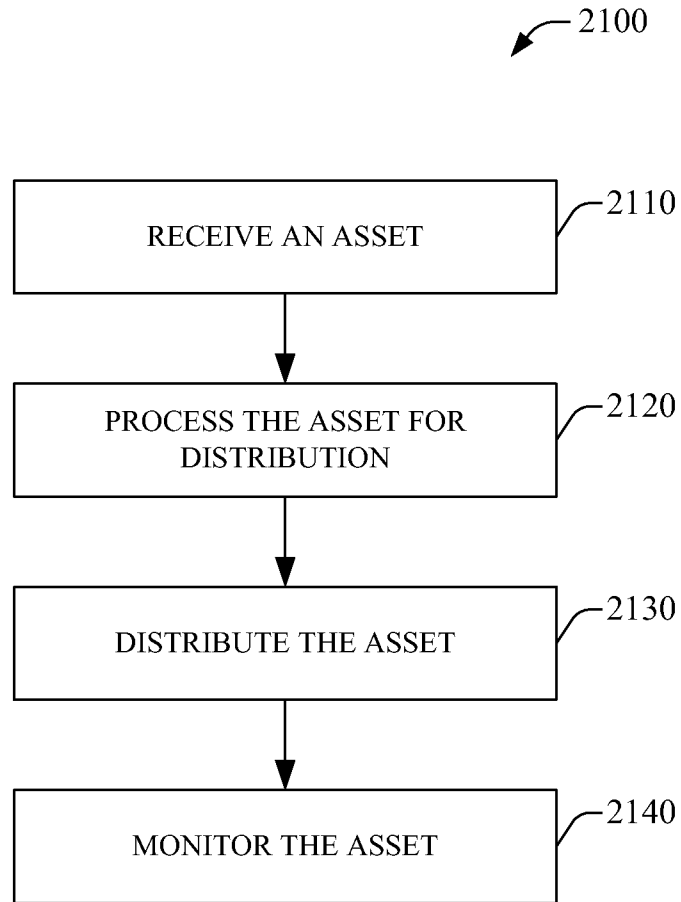 2100
RECEIVE AN ASSET
2110
PROCESS THE ASSET FOR
DISTRIBUTION
2120
DISTRIBUTE THE ASSET
2130
MONITOR THE ASSET
2140